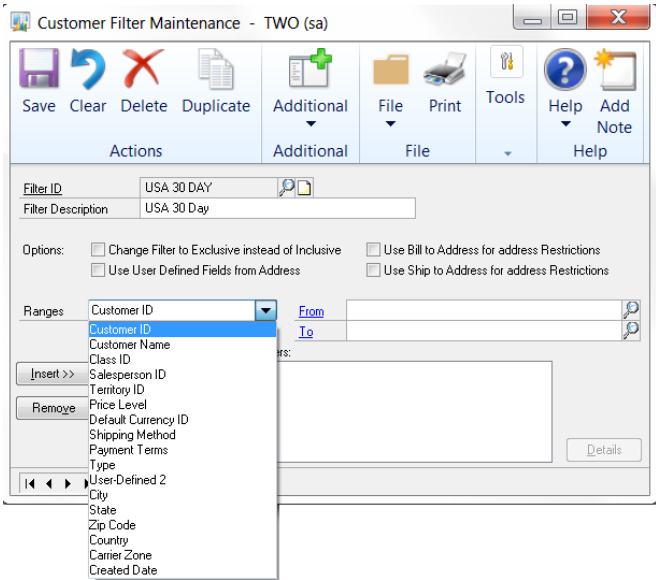 Customer Filter Maintenance - TWO (sa)
Save Clear Delete Duplicate Additional File Print Tools Help Add Note
Actions Additional File Help
Filter ID USA 30 DAY
Filter Description USA 30 Day
Options: Change Filter to Exclusive instead of Inclusive Use Bill to Address for address Restrictions
Use User Defined Fields from Address Use Ship to Address for address Restrictions
Ranges Customer ID From
Customer ID To
Customer Name
ers:
Class ID
Insert >> Salesperson ID
Territory ID
Remove Price Level
Default Currency ID
Shipping Method
Payment Terms Details
Type
User-Defined 2
City
State
Zip Code
Country
Carrier Zone
Created Date